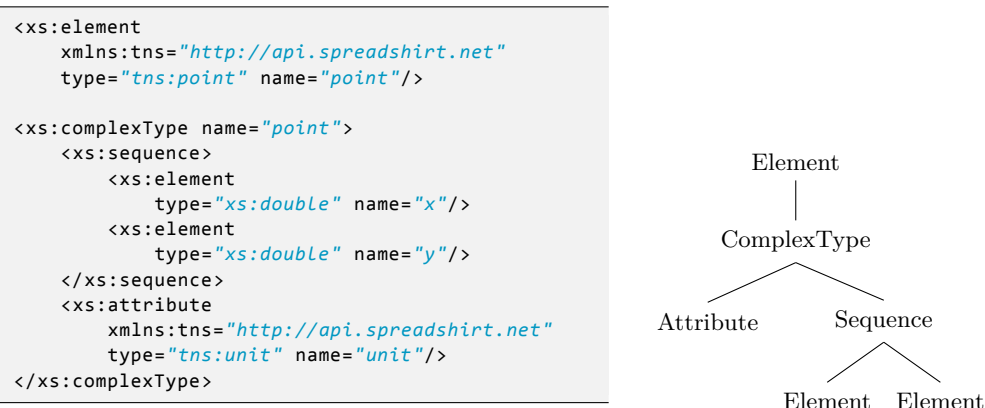 <xs:element
    xmlns:tns="http://api.spreadshirt.net"
    type="tns:point" name="point"/>

<xs:complexType name="point">
    <xs:sequence>
        <xs:element
            type="xs:double" name="x"/>
        <xs:element
            type="xs:double" name="y"/>
    </xs:sequence>
    <xs:attribute
        xmlns:tns="http://api.spreadshirt.net"
        type="tns:unit" name="unit"/>
</xs:complexType>
Element
ComplexType
Attribute Sequence
Element Element